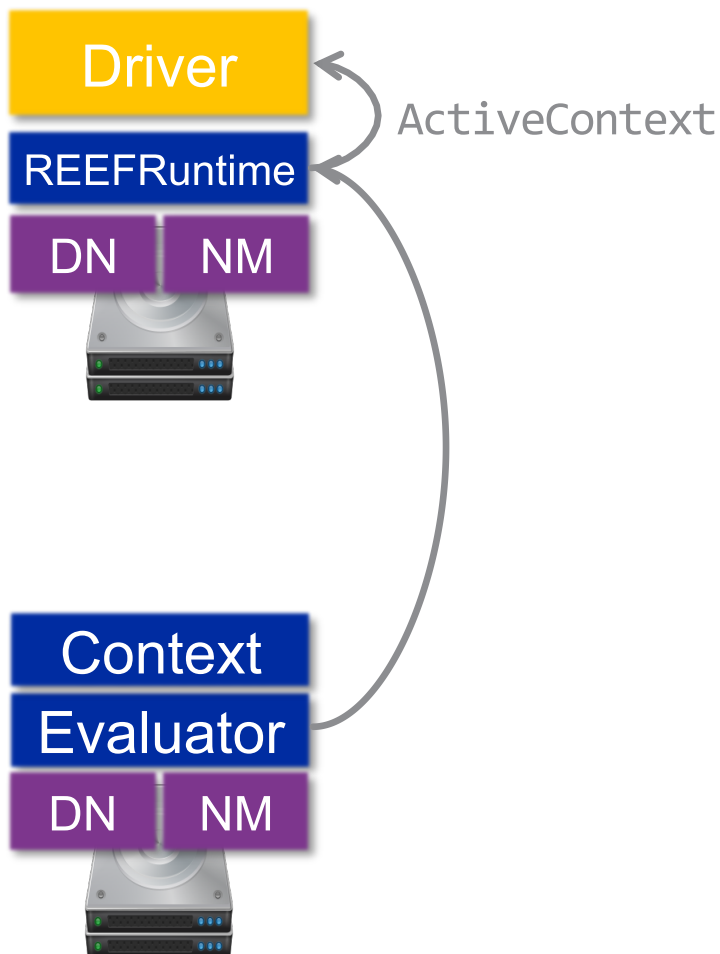 Driver
ActiveContext
REEFRuntime
DN NM
Context
Evaluator
DN NM